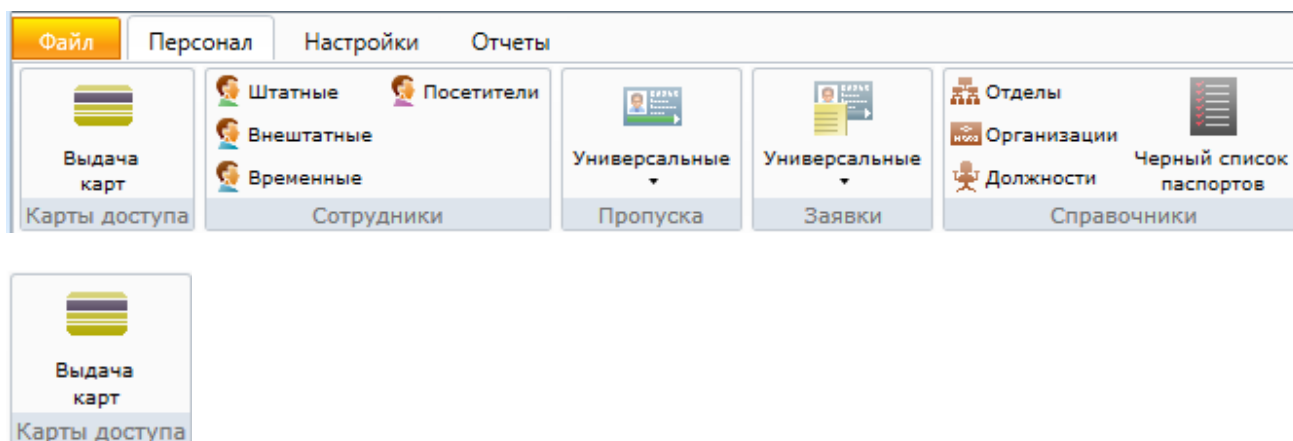 Файл Персонал Настройки Отчеты
Выдача
карт
Карты доступа
Штатные Посетители
Внештатные
Временные
Сотрудники
Универсальные
Пропуска
Универсальные
Заявки
Отделы
Организации
Должности
Черный список
паспортов
Справочники
Выдача
карт
Карты доступа